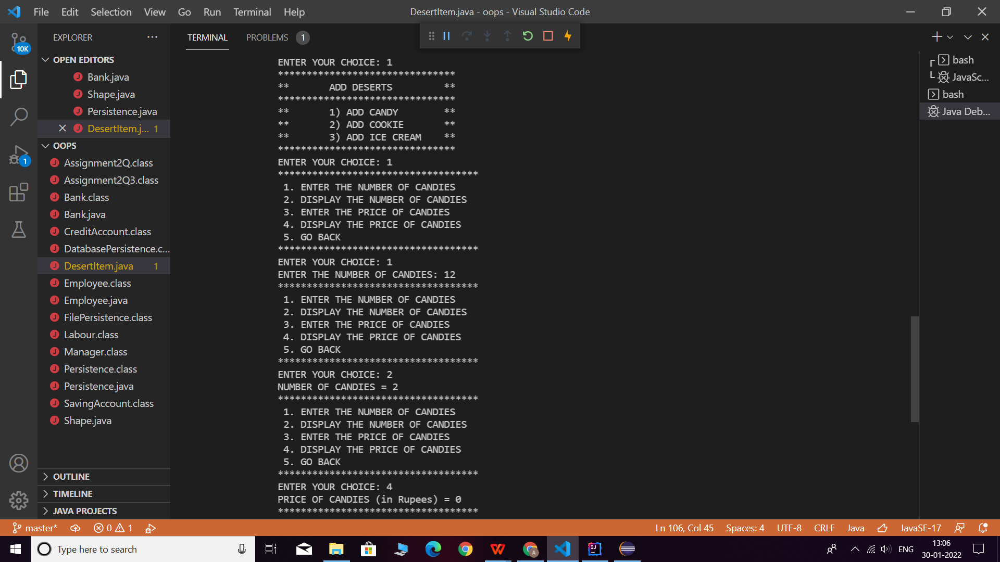 File Edit Selection View Go Run Terminal Help
DesertItem.java - oops - Visual Studio Code
10K
1
EXPLORER
OPEN EDITORS
J Bank.java
J Shape.java
J Persistence.java
J DesertItem.j... 1
OOPS
J Assignment2Q.class
J Assignment2Q3.class
J Bank.class
J Bank.java
J CreditAccount.class
J DatabasePersistence.c...
J DesertItem.java 1
J Employee.class
J Employee.java
J FilePersistence.class
J Labour.class
J Manager.class
J Persistence.class
J Persistence.java
J SavingAccount.class
J Shape.java
OUTLINE
TIMELINE
JAVA PROJECTS
TERMINAL PROBLEMS 1
ENTER YOUR CHOICE: 1
*******************************
** ADD DESERTS **
*******************************
** 1) ADD CANDY **
** 2) ADD COOKIE **
** 3) ADD ICE CREAM **
*******************************
ENTER YOUR CHOICE: 1
***********************************
1. ENTER THE NUMBER OF CANDIES
2. DISPLAY THE NUMBER OF CANDIES
3. ENTER THE PRICE OF CANDIES
4. DISPLAY THE PRICE OF CANDIES
5. GO BACK
***********************************
ENTER YOUR CHOICE: 1
ENTER THE NUMBER OF CANDIES: 12
***********************************
1. ENTER THE NUMBER OF CANDIES
2. DISPLAY THE NUMBER OF CANDIES
3. ENTER THE PRICE OF CANDIES
4. DISPLAY THE PRICE OF CANDIES
5. GO BACK
***********************************
ENTER YOUR CHOICE: 2
NUMBER OF CANDIES = 2
***********************************
1. ENTER THE NUMBER OF CANDIES
2. DISPLAY THE NUMBER OF CANDIES
3. ENTER THE PRICE OF CANDIES
4. DISPLAY THE PRICE OF CANDIES
5. GO BACK
***********************************
ENTER YOUR CHOICE: 4
PRICE OF CANDIES (in Rupees) = 0
***********************************
bash
JavaSc...
bash
Java Deb...
master* 0 1 Ln 106, Col 45 Spaces: 4 UTF-8 CRLF Java JavaSE-17
Type here to search
A
IJ
ENG
13:06
30-01-2022